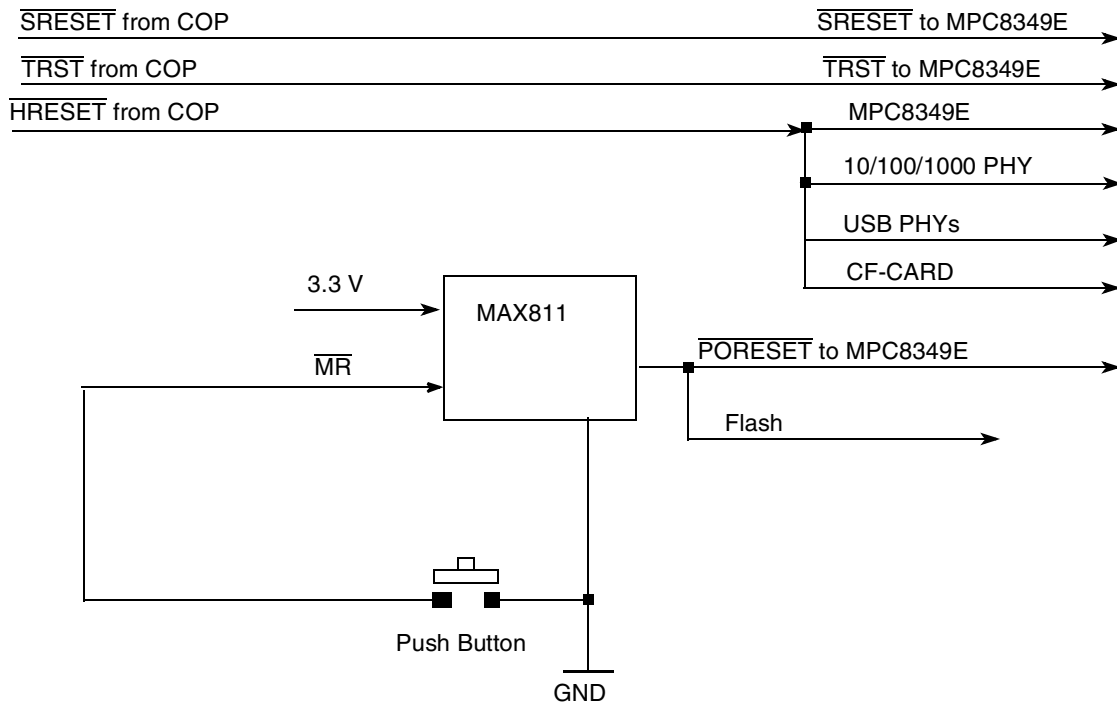 SRESET from COP
SRESET to MPC8349E
TRST from COP
TRST to MPC8349E
HRESET from COP
MPC8349E
10/100/1000 PHY
USB PHYs
CF-CARD
3.3 V
MAX811
MR
PORESET to MPC8349E
Flash
Push Button
GND